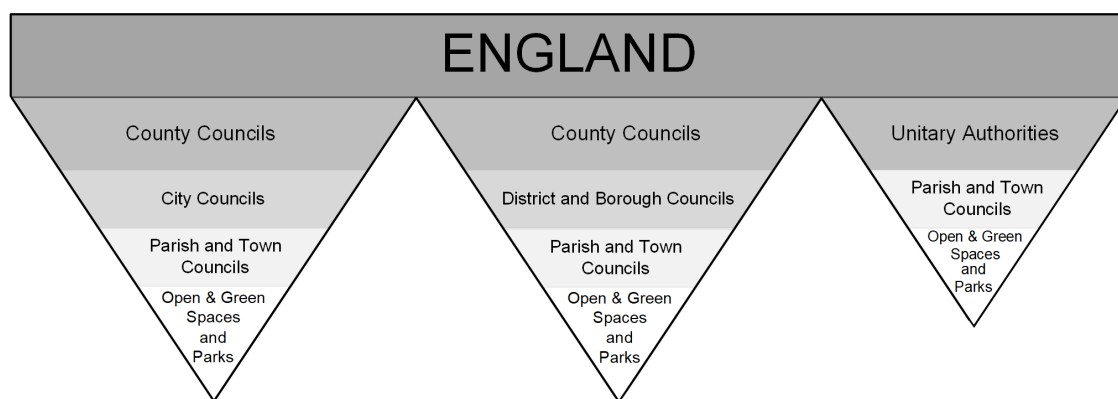 ENGLAND
County Councils
City Councils
Parish and Town
Councils
Open & Green
Spaces
and
Parks
County Councils
District and Borough Councils
Parish and Town
Councils
Open & Green
Spaces
and
Parks
Unitary Authorities
Parish and Town
Councils
Open & Green
Spaces
and
Parks